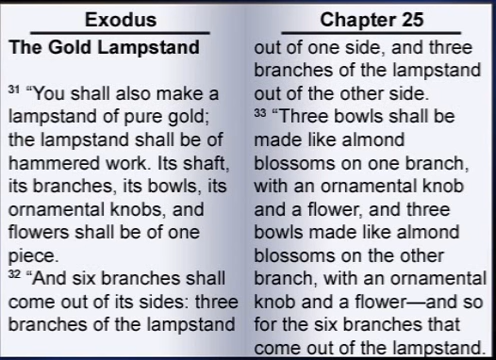 Exodus
The Gold Lampstand
31 “You shall also make a
lampstand of pure gold;
the lampstand shall be of
hammered work. Its shaft,
its branches, its bowls, its
ornamental knobs, and
flowers shall be of one
piece.
32 “And six branches shall
come out of its sides: three
branches of the lampstand
Chapter 25
out of one side, and three
branches of the lampstand
out of the other side.
33 “Three bowls shall be
made like almond
blossoms on one branch,
with an ornamental knob
and a flower, and three
bowls made like almond
blossoms on the other
branch, with an ornamental
knob and a flower—and so
for the six branches that
come out of the lampstand.